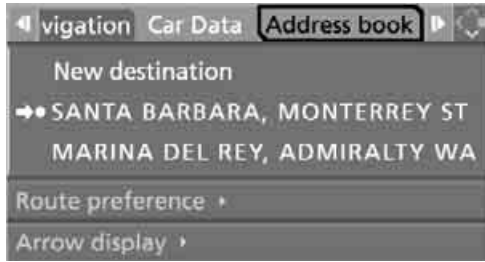 vigation Car Data Address book
New destination
SANTA BARBARA, MONTERREY ST
MARINA DEL REY, ADMIRALTY WA
Route preference
Arrow display